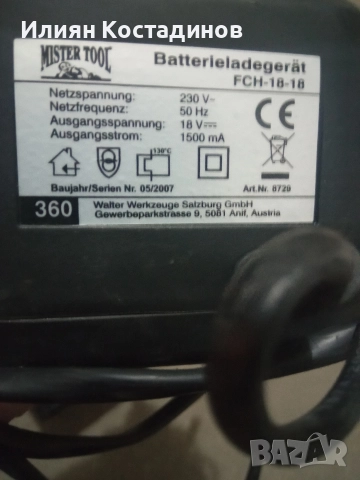 Илиян Костадинов
MISTER TOOL
Batterieladegerät
FCH-18-18
Netzspannung: 230 V~
Netzfrequenz: 50 Hz
Ausgangsspannung: 18 V
Ausgangsstrom: 1500 mA
130°C
Baujahr/Serien Nr. 05/2007
Art.Nr. 8729
360
Walter Werkzeuge Salzburg GmbH
Gewerbeparkstrasse 9, 5081 Anif, Austria
BAZAR